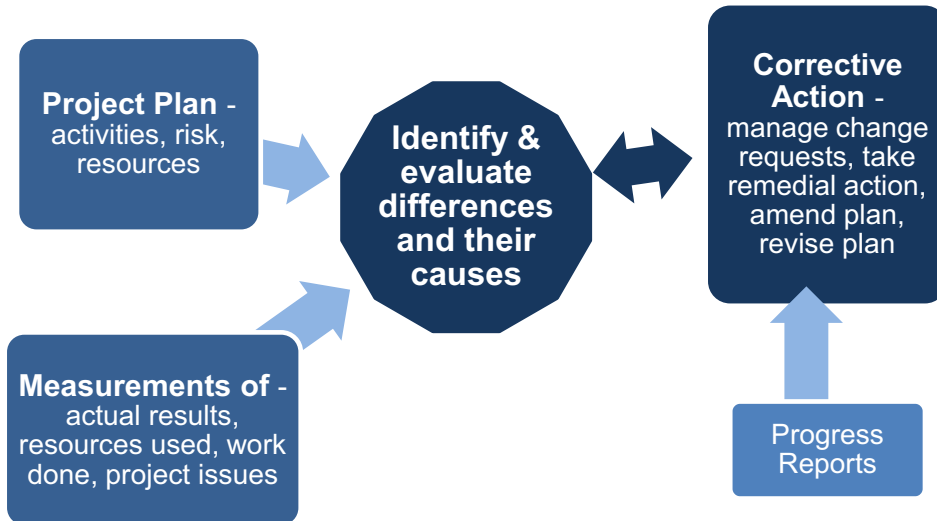 Project Plan -
activities, risk,
resources
Identify &
evaluate
differences
and their
causes
Corrective
Action -
manage change
requests, take
remedial action,
amend plan,
revise plan
Measurements of -
actual results,
resources used, work
done, project issues
Progress
Reports